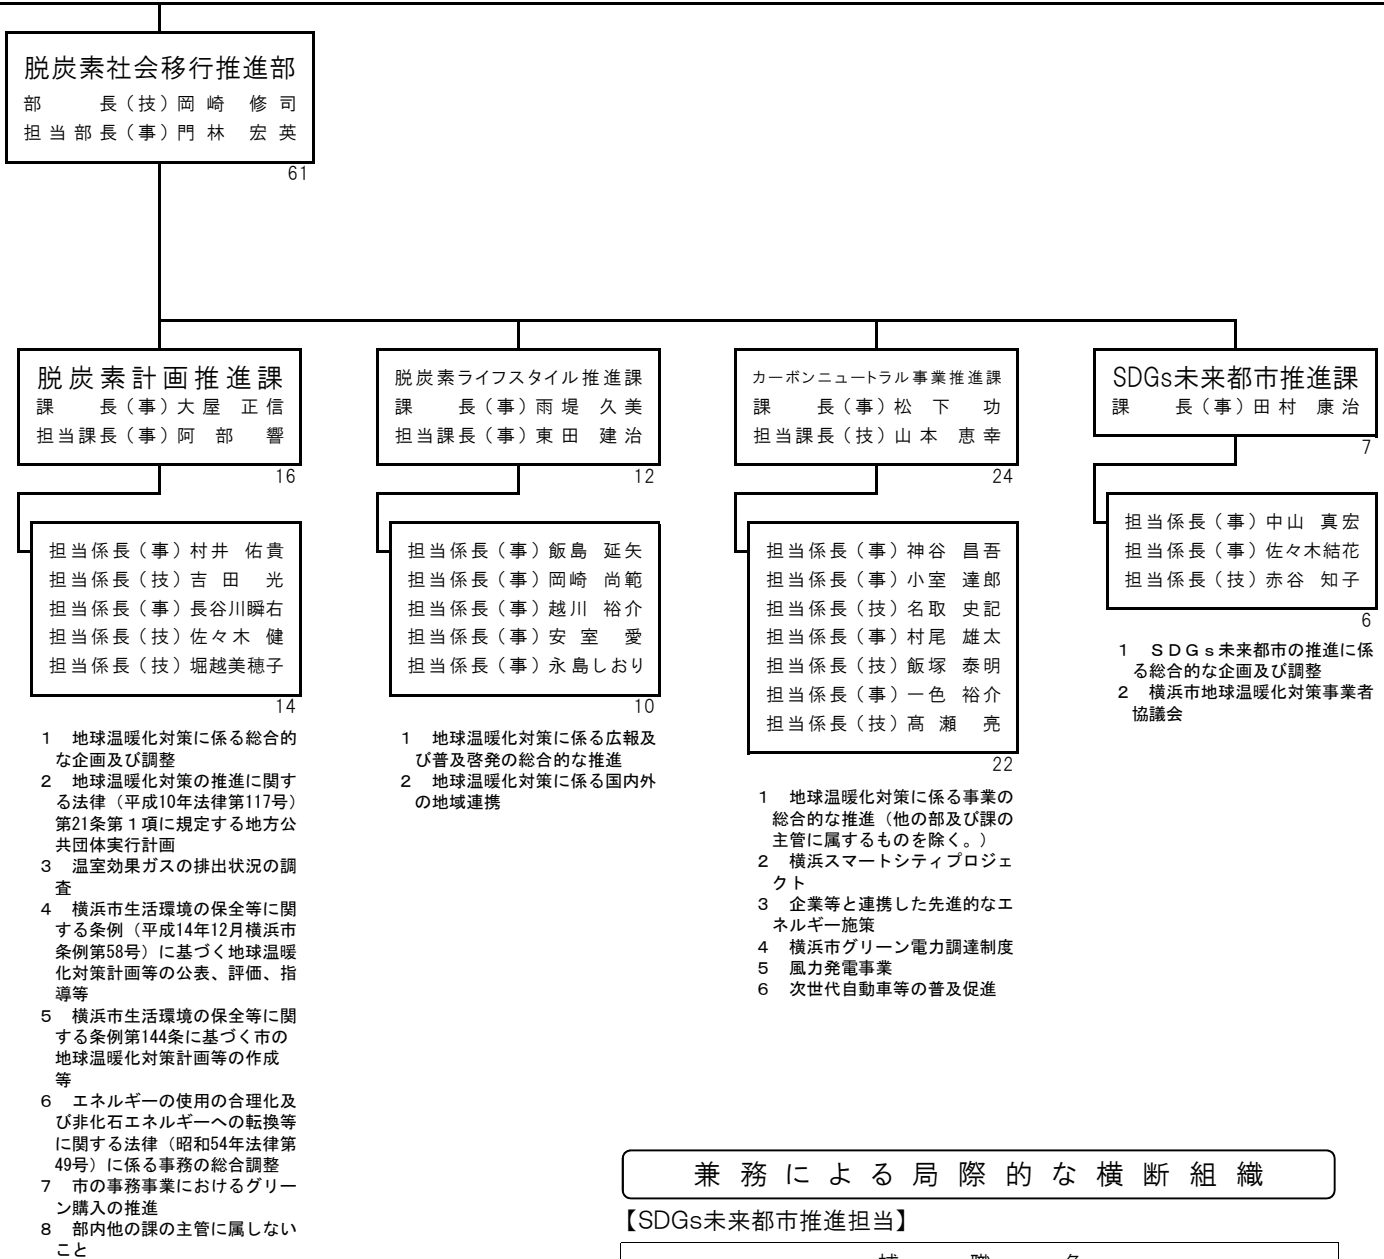 脱炭素社会移行推進部
部　　長（技）岡崎　修司
担当部長（事）門林　宏英
61
脱炭素計画推進課
課　　長（事）大屋　正信
担当課長（事）阿部　響
16
担当係長（事）村井　佑貴
担当係長（技）吉田　光
担当係長（事）長谷川瞬右
担当係長（技）佐々木　健
担当係長（技）堀越美穂子
14
1　地球温暖化対策に係る総合的
な企画及び調整
2　地球温暖化対策の推進に関す
る法律（平成10年法律第117号）
第21条第１項に規定する地方公
共団体実行計画
3　温室効果ガスの排出状況の調
査
4　横浜市生活環境の保全等に関
する条例（平成14年12月横浜市
条例第58号）に基づく地球温暖
化対策計画等の公表、評価、指
導等
5　横浜市生活環境の保全等に関
する条例第144条に基づく市の
地球温暖化対策計画等の作成
等
6　エネルギーの使用の合理化及
び非化石エネルギーへの転換等
に関する法律（昭和54年法律第
49号）に係る事務の総合調整
7　市の事務事業におけるグリー
ン購入の推進
8　部内他の課の主管に属しない
こと
脱炭素ライフスタイル推進課
課　　長（事）雨堤　久美
担当課長（事）東田　建治
12
担当係長（事）飯島　延矢
担当係長（事）岡崎　尚範
担当係長（事）越川　裕介
担当係長（事）安室　愛
担当係長（事）永島しおり
10
1　地球温暖化対策に係る広報及
び普及啓発の総合的な推進
2　地球温暖化対策に係る国内外
の地域連携
カーボンニュートラル事業推進課
課　　長（事）松下　功
担当課長（技）山本　恵幸
24
担当係長（事）神谷　昌吾
担当係長（事）小室　達郎
担当係長（技）名取　史記
担当係長（事）村尾　雄太
担当係長（技）飯塚　泰明
担当係長（事）一色　裕介
担当係長（技）髙瀬　亮
22
1　地球温暖化対策に係る事業の
総合的な推進（他の部及び課の
主管に属するものを除く。）
2　横浜スマートシティプロジェ
クト
3　企業等と連携した先進的なエ
ネルギー施策
4　横浜市グリーン電力調達制度
5　風力発電事業
6　次世代自動車等の普及促進
SDGs未来都市推進課
課　　長（事）田村　康治
7
担当係長（事）中山　真宏
担当係長（事）佐々木結花
担当係長（技）赤谷　知子
6
1　ＳＤＧｓ未来都市の推進に係
る総合的な企画及び調整
2　横浜市地球温暖化対策事業者
協議会
兼務による局際的な横断組織
【SDGs未来都市推進担当】